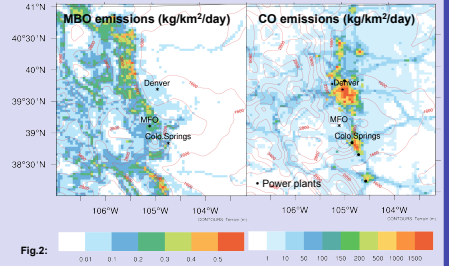 MBO emissions (kg/km²/day) CO emissions (kg/km²/day)
41°N
40°30' N
40°N
39°30' N
39°N
38°30' N
Denver
MFO
Colo.Springs
Denver
MFO
Colo.Springs
• Power plants
106°W 105°W 104°W 106°W 105°W 104°W
Fig.2:
0.01 0.1 0.2 0.3 0.4 0.5 1 10 50 100 150 200 500 1000 1500